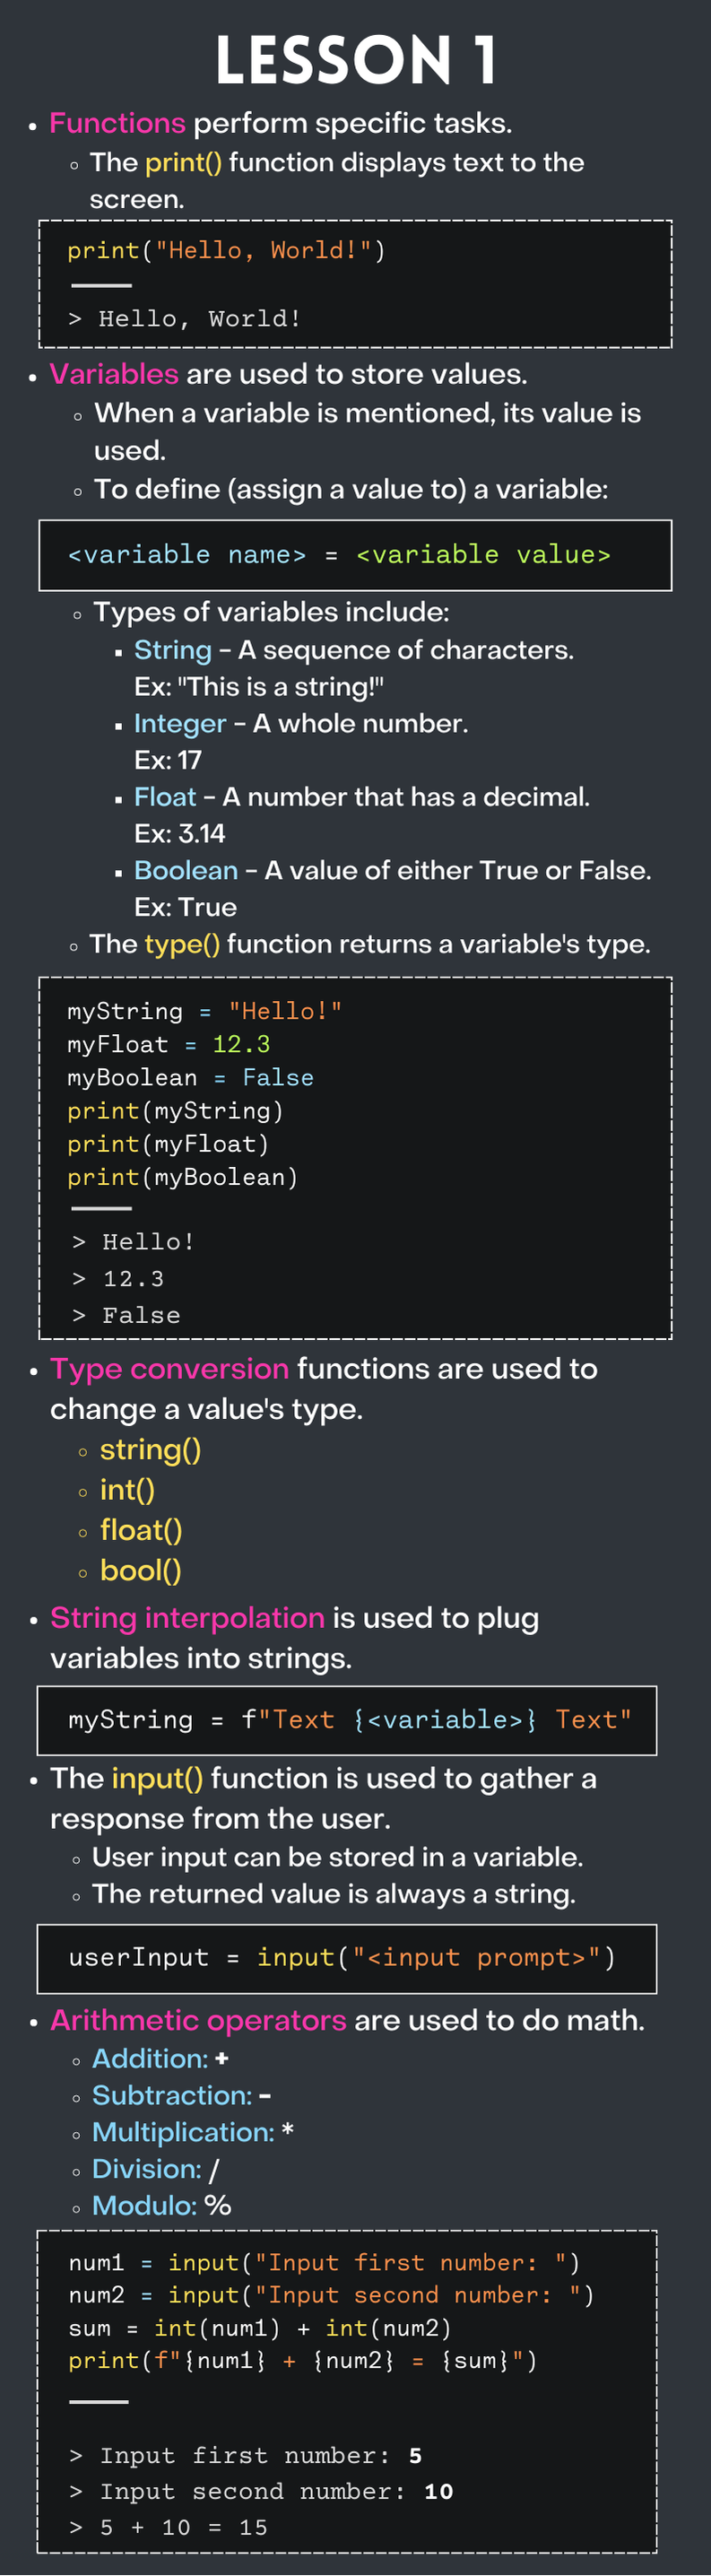 LESSON 1
• Functions perform specific tasks.
◦ The print() function displays text to the
screen.
print("Hello, World!")
> Hello, World!
• Variables are used to store values.
◦ When a variable is mentioned, its value is
used.
◦ To define (assign a value to) a variable:
<variable name> = <variable value>
◦ Types of variables include:
▪ String - A sequence of characters.
Ex: "This is a string!"
▪ Integer - A whole number.
Ex: 17
▪ Float - A number that has a decimal.
Ex: 3.14
▪ Boolean - A value of either True or False.
Ex: True
◦ The type() function returns a variable's type.
myString = "Hello!"
myFloat = 12.3
myBoolean = False
print(myString)
print(myFloat)
print(myBoolean)
> Hello!
> 12.3
> False
• Type conversion functions are used to
change a value's type.
◦ string()
◦ int()
◦ float()
◦ bool()
• String interpolation is used to plug
variables into strings.
myString = f"Text {<variable>} Text"
• The input() function is used to gather a
response from the user.
◦ User input can be stored in a variable.
◦ The returned value is always a string.
userInput = input("<input prompt>")
• Arithmetic operators are used to do math.
◦ Addition: +
◦ Subtraction: -
◦ Multiplication: *
◦ Division: /
◦ Modulo: %
num1 = input("Input first number: ")
num2 = input("Input second number: ")
sum = int(num1) + int(num2)
print(f"{num1} + {num2} = {sum}")
> Input first number: 5
> Input second number: 10
> 5 + 10 = 15